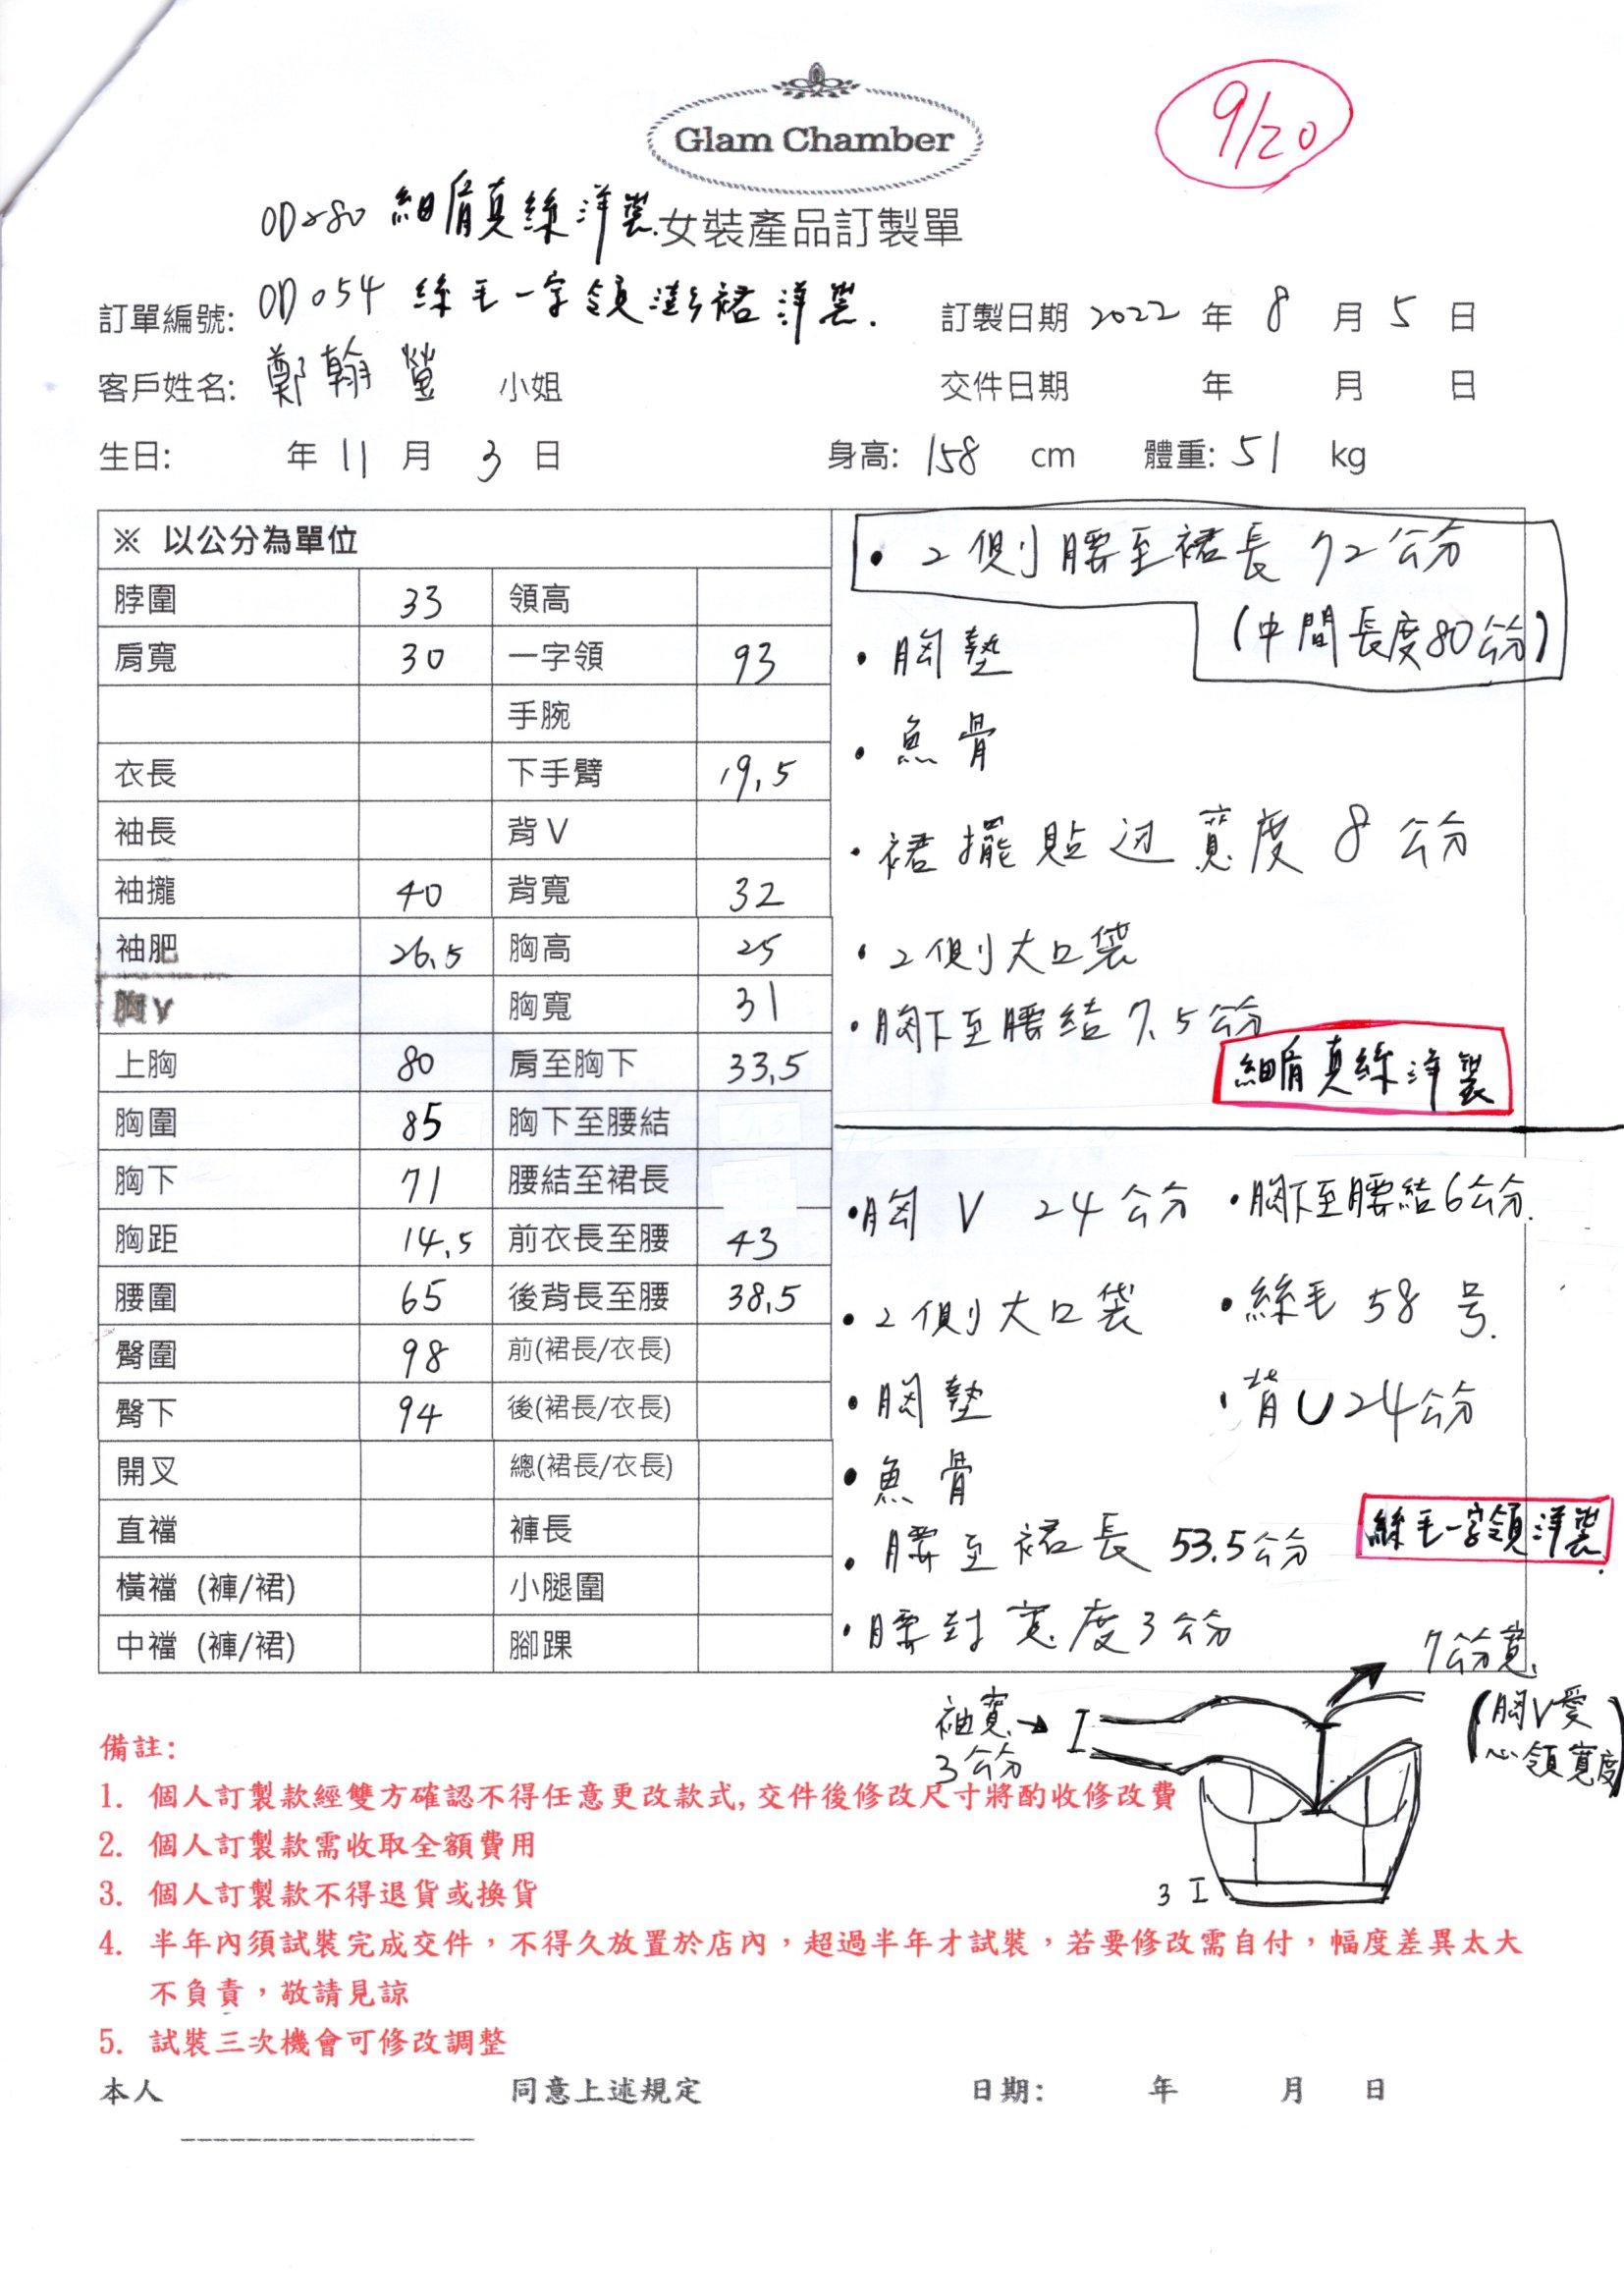 Glam Chamber
9/20
OD280 細肩真絲洋裝
女裝產品訂製單
訂單編號: OD054 絲毛一字領澎裙洋裝. 訂製日期 2022 年 8 月 5 日
客戶姓名: 鄭翰螢 小姐 交件日期 年 月 日
生日: 年 11 月 3 日 身高: 158 cm 體重: 51 kg
※ 以公分為單位
脖圍 33 領高
肩寬 30 一字領 93
手腕
衣長 下手臂 19.5
袖長 背V
袖攏 40 背寬 32
袖肥 26.5 胸高 25
胸V 胸寬 31
上胸 80 肩至胸下 33.5
胸圍 85 胸下至腰結
胸下 71 腰結至裙長
胸距 14.5 前衣長至腰 43
腰圍 65 後背長至腰 38.5
臀圍 98 前(裙長/衣長)
臀下 94 後(裙長/衣長)
開叉 總(裙長/衣長)
直襠 褲長
橫襠 (褲/裙) 小腿圍
中襠 (褲/裙) 腳踝
• 2側腰至裙長 72公分
(中間長度80公分)
• 胸墊
• 魚骨
• 裙擺貼边寬度 8 公分
• 2側大口袋
• 胸下至腰結 7.5公分
細肩真絲洋裝
• 胸V 24公分 • 胸下至腰結6公分.
• 2側大口袋 • 絲毛 58 号.
• 胸墊 • 背U24公分
• 魚骨
絲毛一字領洋裝.
• 腰至裙長 53.5公分
• 腰封寬度3公分
7公分寬.
(胸V愛心領寬度)
袖寬 3公分
3
備註:
1. 個人訂製款經雙方確認不得任意更改款式,交件後修改尺寸將酌收修改費
2. 個人訂製款需收取全額費用
3. 個人訂製款不得退貨或換貨
4. 半年內須試裝完成交件，不得久放置於店內，超過半年才試裝，若要修改需自付，幅度差異太大
不負責，敬請見諒
5. 試裝三次機會可修改調整
本人 同意上述規定 日期: 年 月 日